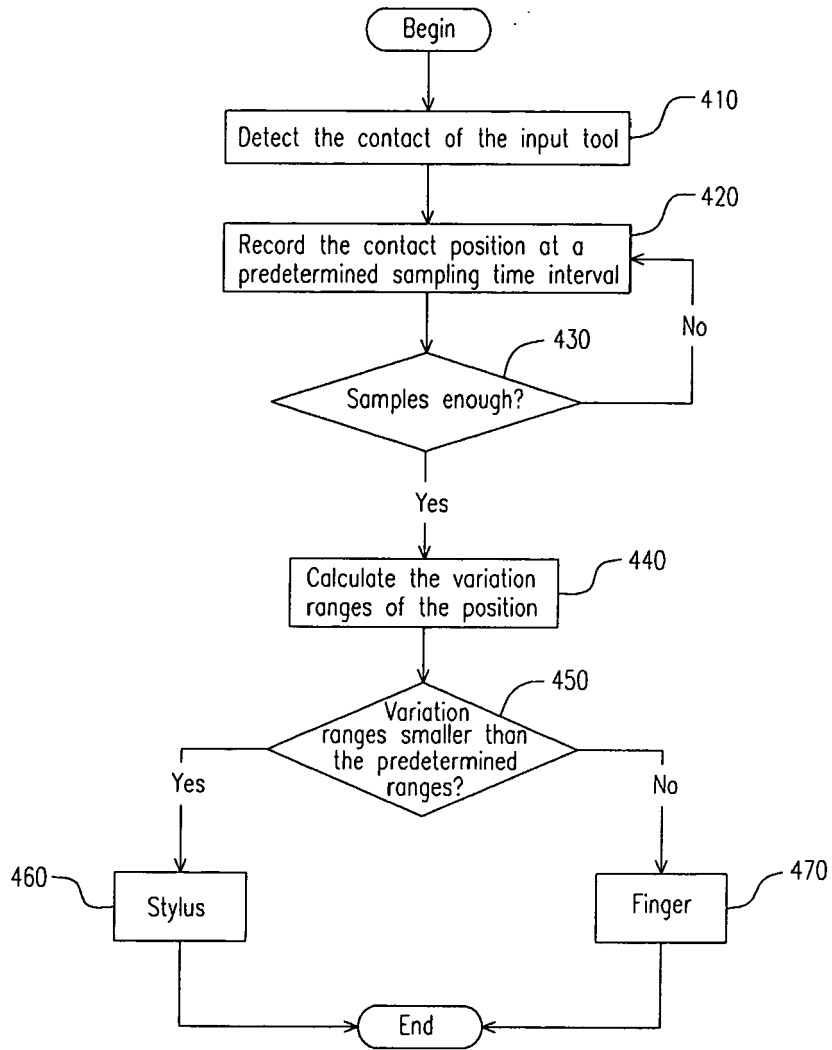 Begin
410
Detect the contact of the input tool
420
Record the contact position at a
predetermined sampling time interval
No
430
Samples enough?
Yes
440
Calculate the variation
ranges of the position
450
Variation
ranges smaller than
the predetermined
ranges?
Yes
No
460
Stylus
Finger
470
End